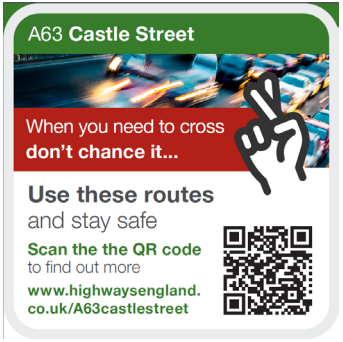 A63 Castle Street
When you need to cross
don't chance it...
Use these routes
and stay safe
Scan the the QR code
to find out more
www.highwaysengland.
co.uk/A63castlestreet